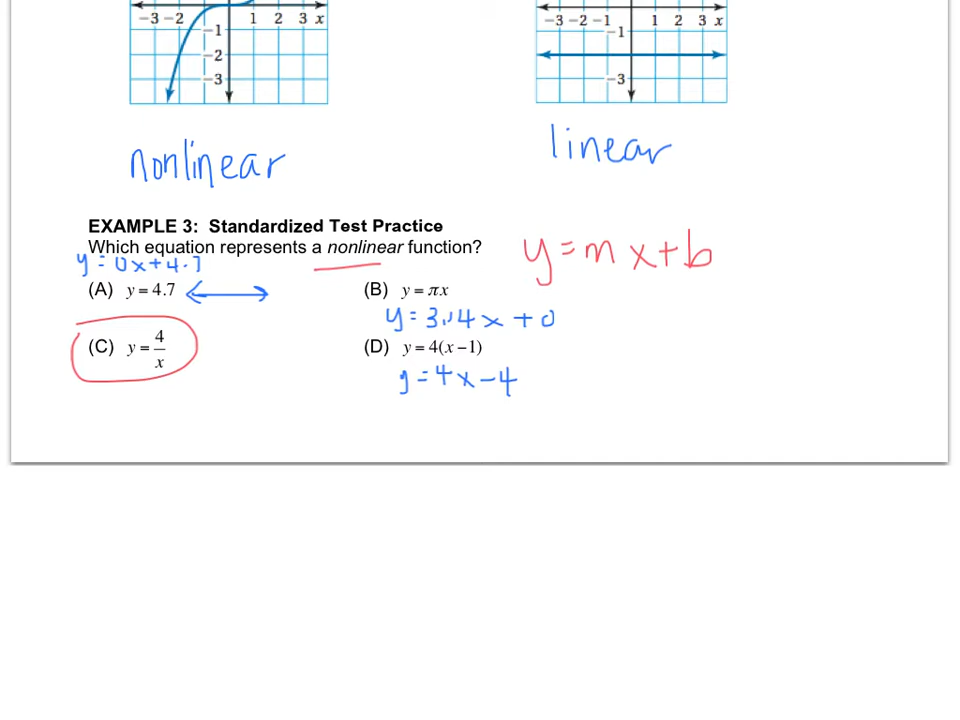 -3 -2 1 2 3 x
-1
-2
-3
-3 -2 -1 1 2 3 x
-1
-3
nonlinear
linear
EXAMPLE 3: Standardized Test Practice
Which equation represents a nonlinear function?
y = mx+b
y = 0x+4.7
(A) y = 4.7
(B) y = πx
y = 3.14x + 0
(C) y = 4/x
(D) y = 4(x – 1)
y = 4x - 4